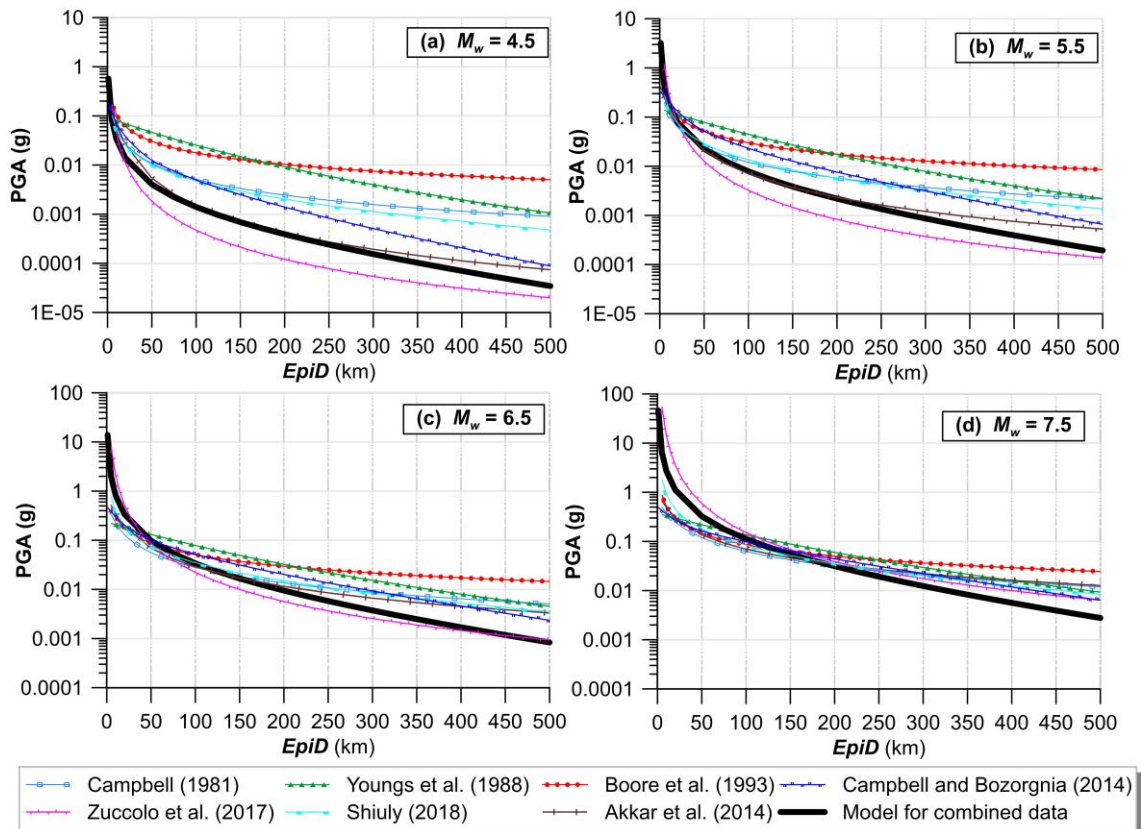 (a) Mw = 4.5
PGA (g)
10
1
0.1
0.01
0.001
0.0001
1E-05
0 50 100 150 200 250 300 350 400 450 500
EpiD (km)
(b) Mw = 5.5
PGA (g)
10
1
0.1
0.01
0.001
0.0001
1E-05
0 50 100 150 200 250 300 350 400 450 500
EpiD (km)
(c) Mw = 6.5
PGA (g)
100
10
1
0.1
0.01
0.001
0.0001
0 50 100 150 200 250 300 350 400 450 500
EpiD (km)
(d) Mw = 7.5
PGA (g)
100
10
1
0.1
0.01
0.001
0.0001
0 50 100 150 200 250 300 350 400 450 500
EpiD (km)
Campbell (1981) Youngs et al. (1988) Boore et al. (1993) Campbell and Bozorgnia (2014)
Zuccolo et al. (2017) Shiuly (2018) Akkar et al. (2014) Model for combined data